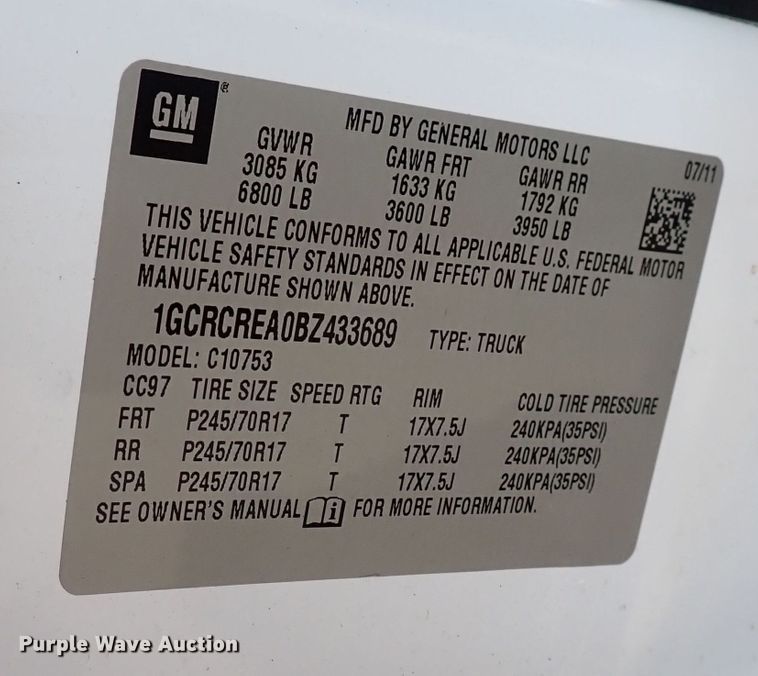 GM®
MFD BY GENERAL MOTORS LLC 07/11
GVWR GAWR FRT GAWR RR
3085 KG 1633 KG 1792 KG
6800 LB 3600 LB 3950 LB
THIS VEHICLE CONFORMS TO ALL APPLICABLE U.S. FEDERAL MOTOR
VEHICLE SAFETY STANDARDS IN EFFECT ON THE DATE OF
MANUFACTURE SHOWN ABOVE.
1GCRCREA0BZ433689 TYPE: TRUCK
MODEL: C10753
CC97 TIRE SIZE SPEED RTG RIM COLD TIRE PRESSURE
FRT P245/70R17 T 17X7.5J 240KPA(35PSI)
RR P245/70R17 T 17X7.5J 240KPA(35PSI)
SPA P245/70R17 T 17X7.5J 240KPA(35PSI)
SEE OWNER'S MANUAL i FOR MORE INFORMATION.
Purple Wave Auction